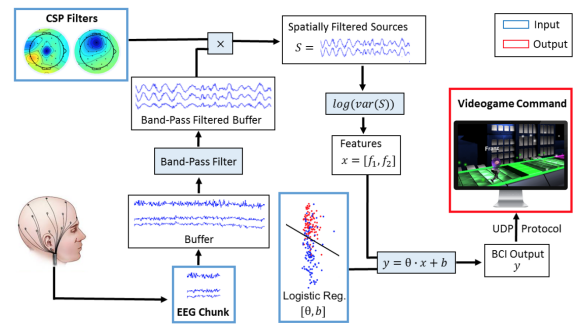 CSP Filters
×
Spatially Filtered Sources
S =
Input
Output
log(var(S))
Band-Pass Filtered Buffer
Features
x = [f₁, f₂]
Videogame Command
Franz
Band-Pass Filter
Buffer
UDP Protocol
EEG Chunk
Logistic Reg.
[θ, b]
y = θ · x + b
BCI Output
y